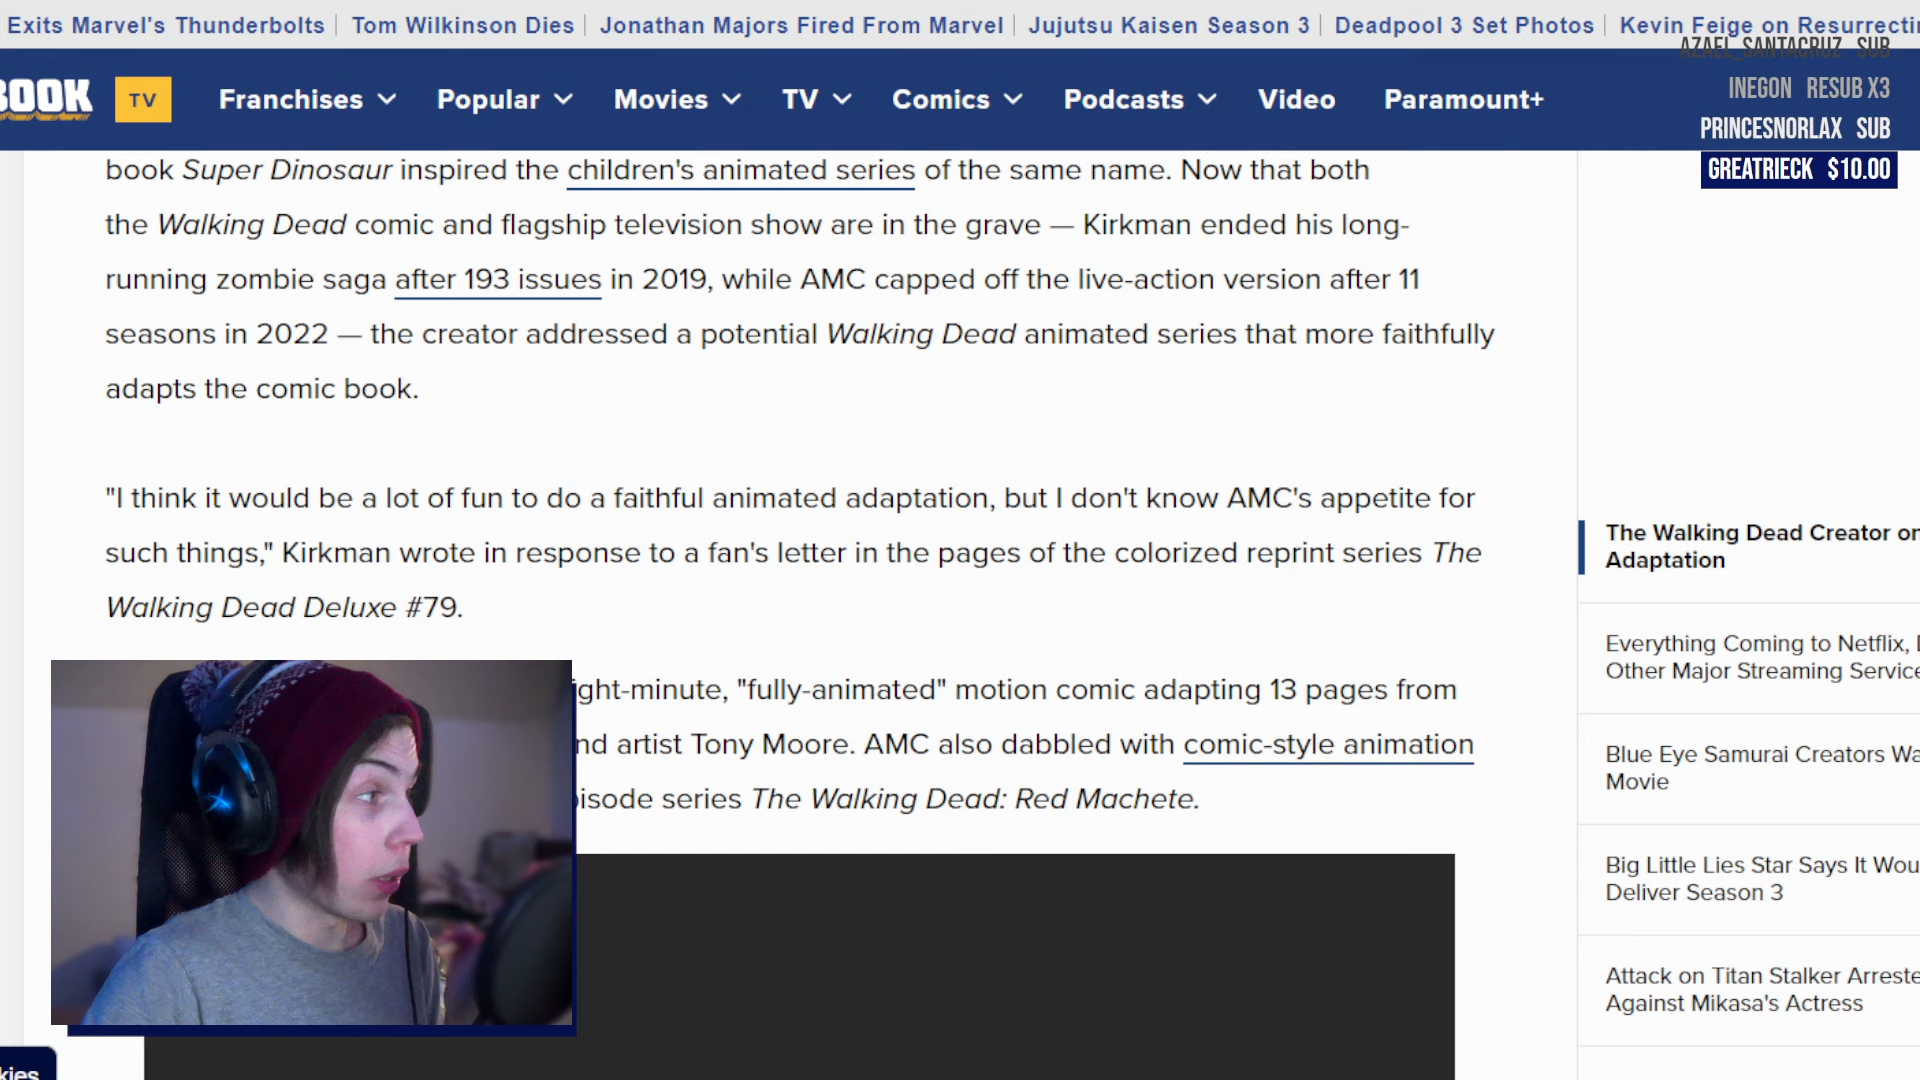 Exits Marvel's Thunderbolts | Tom Wilkinson Dies | Jonathan Majors Fired From Marvel | Jujutsu Kaisen Season 3 | Deadpool 3 Set Photos | Kevin Feige on
AZAEL_SANTACRUZ SUB
BOOK TV Franchises Popular Movies TV Comics Podcasts Video Paramount+
INEGON RESUB X3
PRINCESNORLAX SUB
GREATRIECK $10.00
book Super Dinosaur inspired the children's animated series of the same name. Now that both
the Walking Dead comic and flagship television show are in the grave — Kirkman ended his long-
running zombie saga after 193 issues in 2019, while AMC capped off the live-action version after 11
seasons in 2022 — the creator addressed a potential Walking Dead animated series that more faithfully
adapts the comic book.
"I think it would be a lot of fun to do a faithful animated adaptation, but I don't know AMC's appetite for
such things," Kirkman wrote in response to a fan's letter in the pages of the colorized reprint series The
Walking Dead Deluxe #79.
ght-minute, "fully-animated" motion comic adapting 13 pages from
nd artist Tony Moore. AMC also dabbled with comic-style animation
isode series The Walking Dead: Red Machete.
The Walking Dead Creator on
Adaptation
Everything Coming to Netflix,
Other Major Streaming Service
Blue Eye Samurai Creators Wa
Movie
Big Little Lies Star Says It Wou
Deliver Season 3
Attack on Titan Stalker Arreste
Against Mikasa's Actress
kies